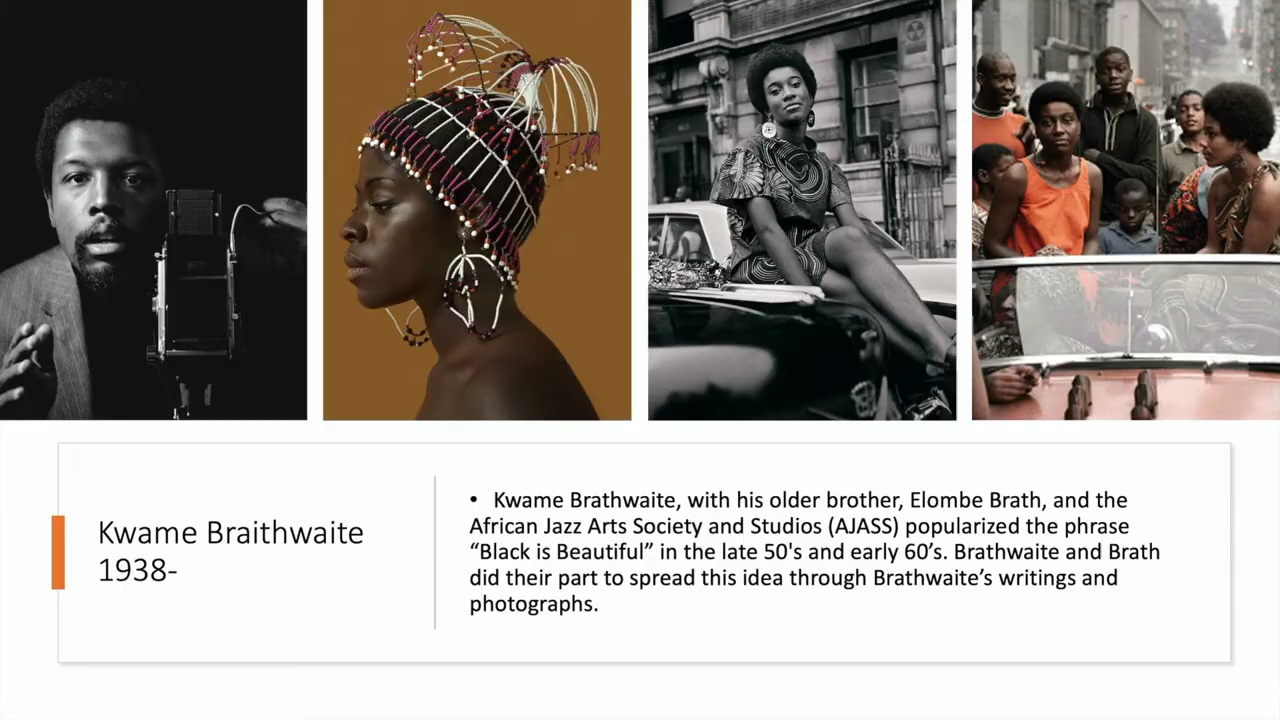 Kwame Braithwaite
1938-
• Kwame Brathwaite, with his older brother, Elombe Brath, and the
African Jazz Arts Society and Studios (AJASS) popularized the phrase
“Black is Beautiful” in the late 50's and early 60’s. Brathwaite and Brath
did their part to spread this idea through Brathwaite’s writings and
photographs.